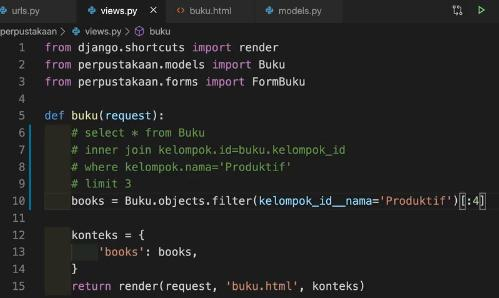 urls.py
views.py
buku.html
models.py
perpustakaan > views.py > buku
1 from django.shortcuts import render
2 from perpustakaan.models import Buku
3 from perpustakaan.forms import FormBuku
4
5 def buku(request):
6 # select * from Buku
7 # inner join kelompok.id=buku.kelompok_id
8 # where kelompok.nama='Produktif'
9 # limit 3
10 books = Buku.objects.filter(kelompok_id__nama='Produktif')[:4]
11
12 konteks = {
13 'books': books,
14 }
15 return render(request, 'buku.html', konteks)